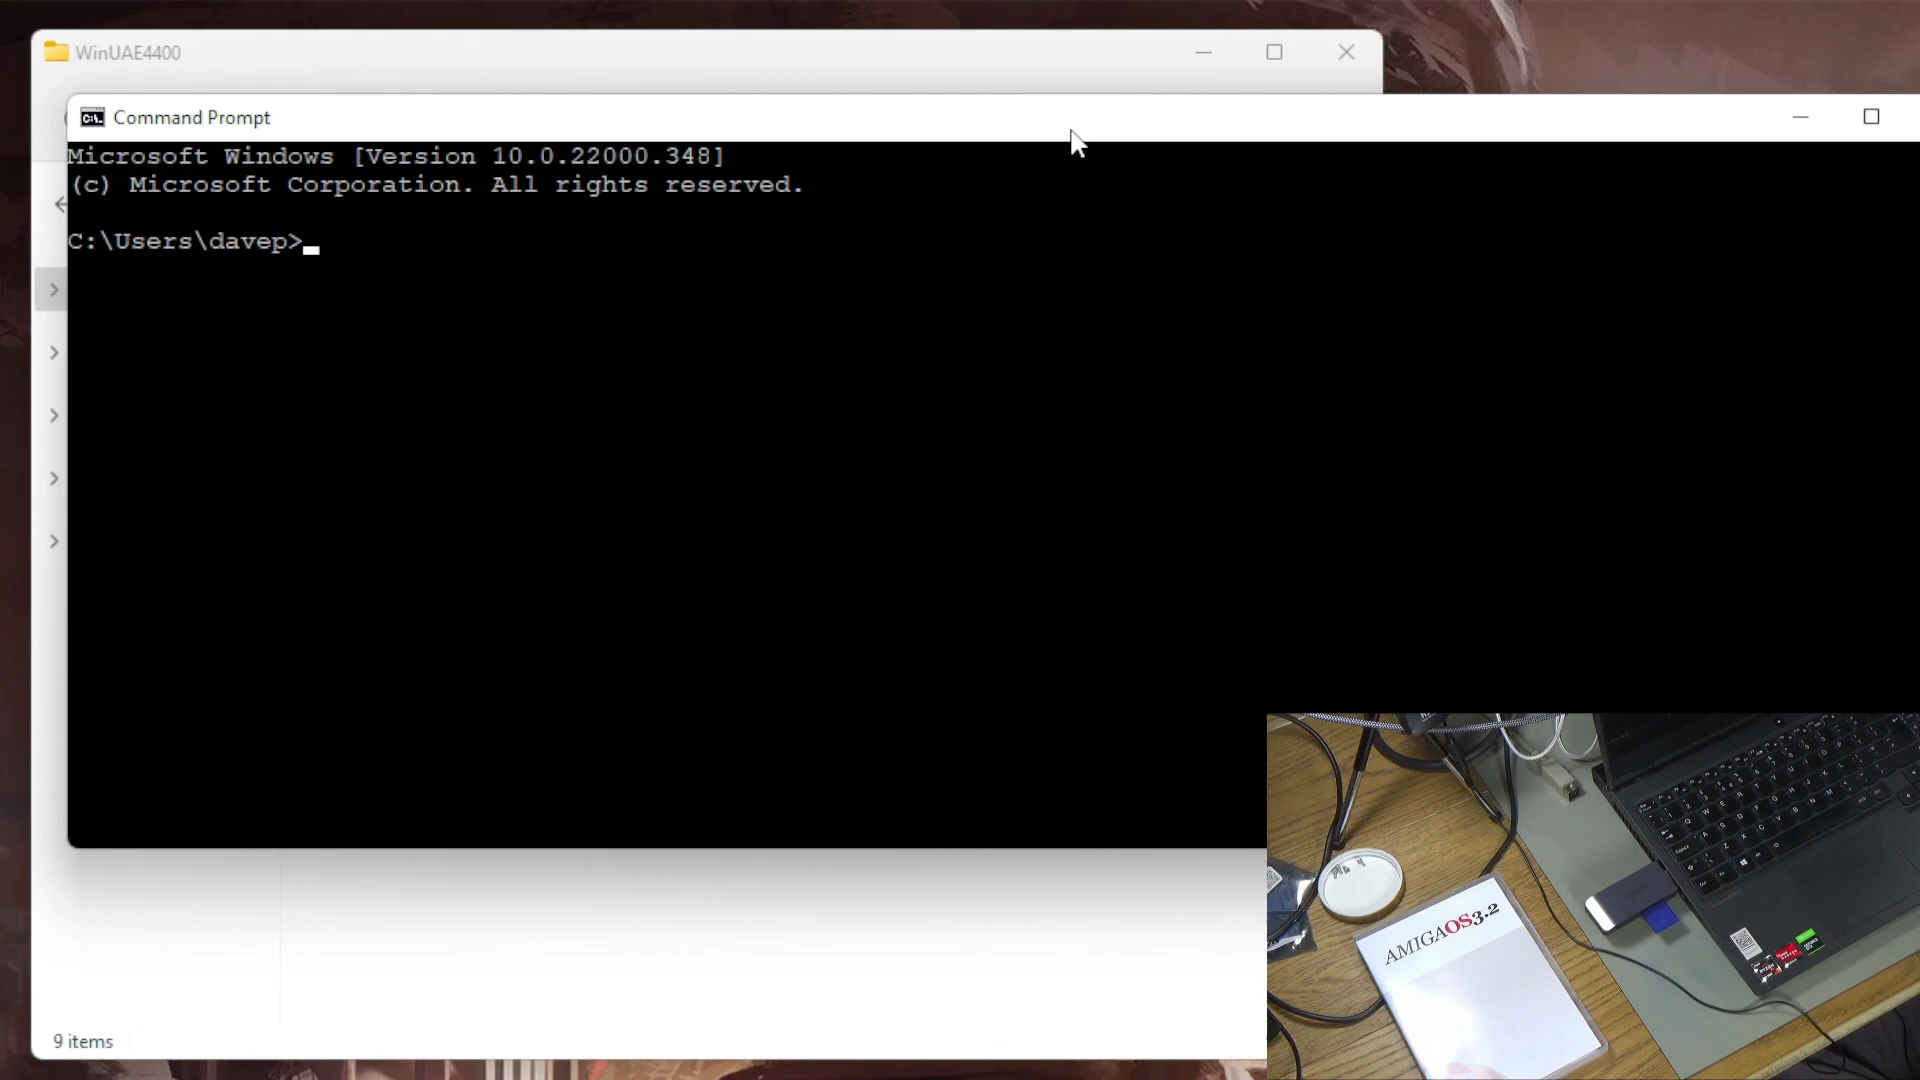 WinUAE4400
Command Prompt
Microsoft Windows [Version 10.0.22000.348]
(c) Microsoft Corporation. All rights reserved.
C:\Users\davep>
9 items
AMIGAOS3.2